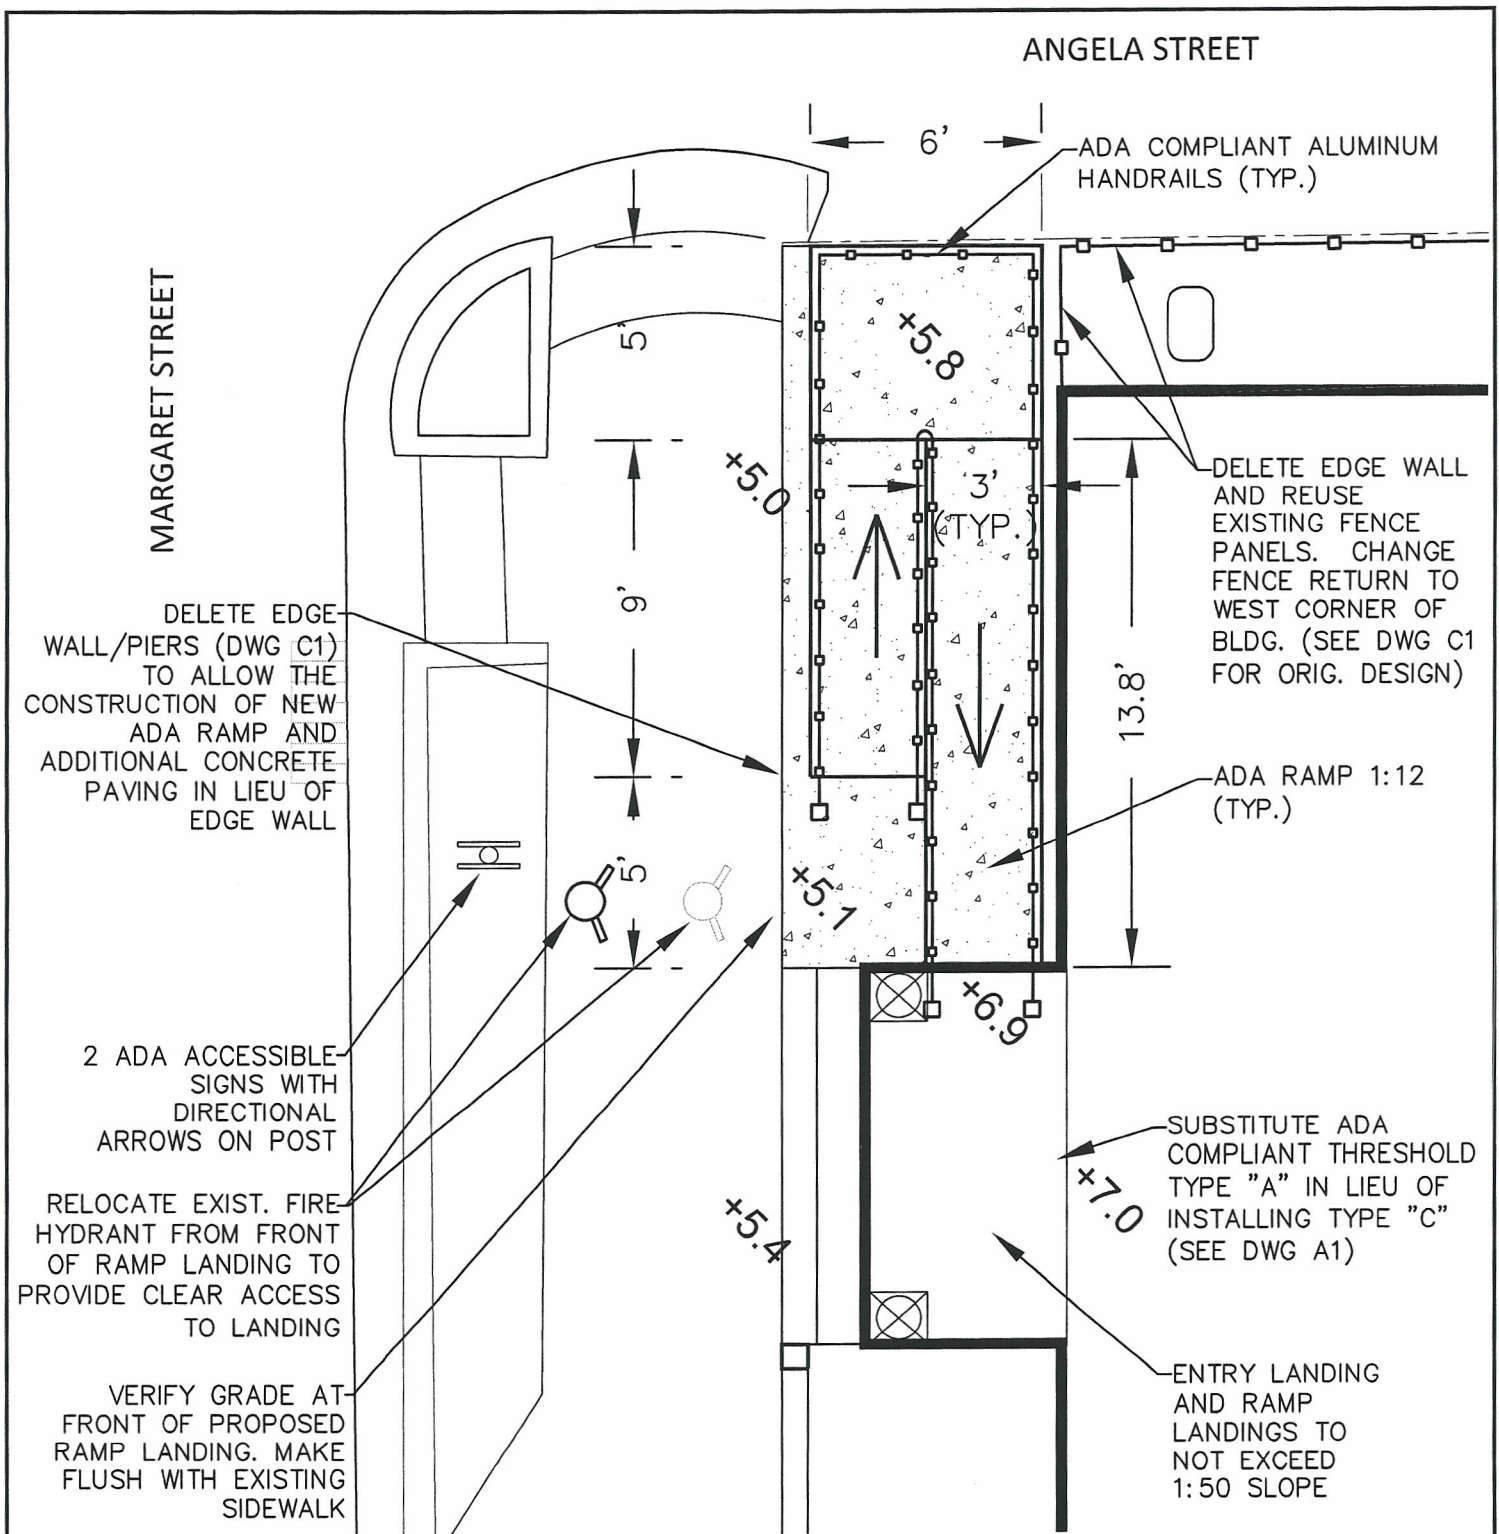 ANGELA STREET
6'
ADA COMPLIANT ALUMINUM
HANDRAILS (TYP.)
MARGARET STREET
5'
+5.8
+5.0
'3'
(TYP.)
DELETE EDGE WALL
AND REUSE
EXISTING FENCE
PANELS. CHANGE
FENCE RETURN TO
WEST CORNER OF
BLDG. (SEE DWG C1
FOR ORIG. DESIGN)
9'
13.8'
DELETE EDGE
WALL/PIERS (DWG C1)
TO ALLOW THE
CONSTRUCTION OF NEW
ADA RAMP AND
ADDITIONAL CONCRETE
PAVING IN LIEU OF
EDGE WALL
ADA RAMP 1:12
(TYP.)
5'
+5.1
+6.9
2 ADA ACCESSIBLE
SIGNS WITH
DIRECTIONAL
ARROWS ON POST
SUBSTITUTE ADA
COMPLIANT THRESHOLD
TYPE "A" IN LIEU OF
INSTALLING TYPE "C"
(SEE DWG A1)
+7.0
+5.4
RELOCATE EXIST. FIRE
HYDRANT FROM FRONT
OF RAMP LANDING TO
PROVIDE CLEAR ACCESS
TO LANDING
VERIFY GRADE AT
FRONT OF PROPOSED
RAMP LANDING. MAKE
FLUSH WITH EXISTING
SIDEWALK
ENTRY LANDING
AND RAMP
LANDINGS TO
NOT EXCEED
1:50 SLOPE